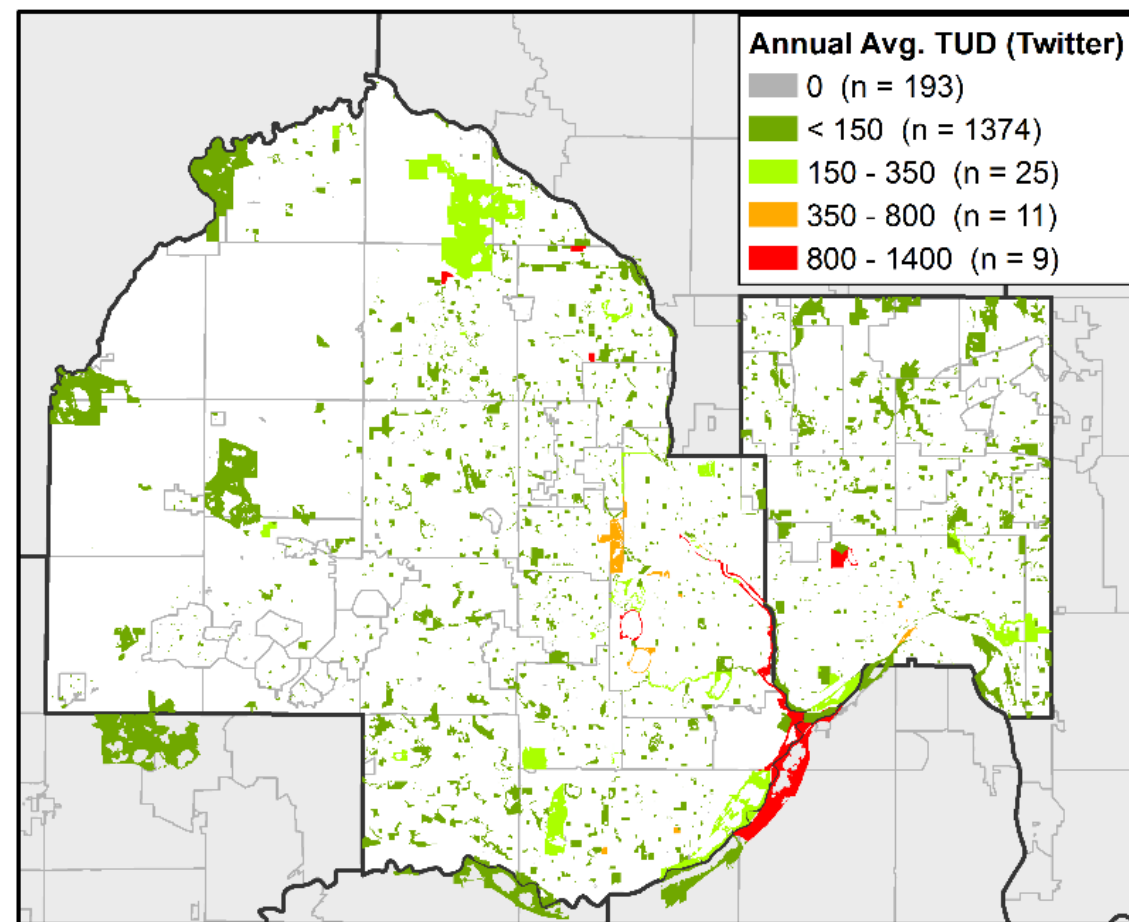 Annual Avg. TUD (Twitter)
0 (n = 193)
< 150 (n = 1374)
150 - 350 (n = 25)
350 - 800 (n = 11)
800 - 1400 (n = 9)